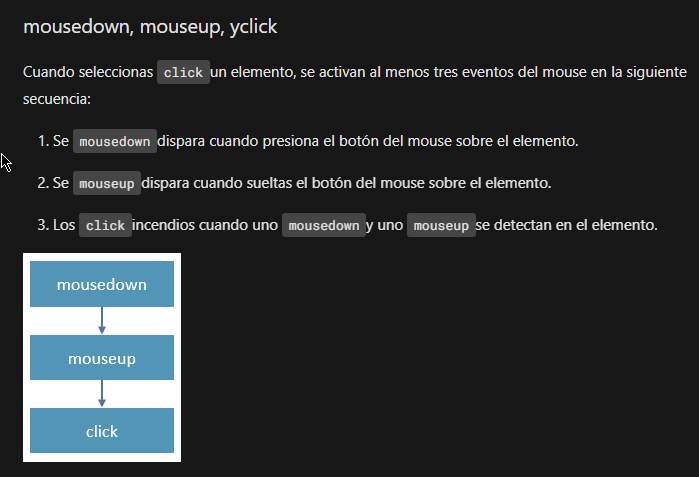 mousedown, mouseup, yclick
Cuando seleccionas click un elemento, se activan al menos tres eventos del mouse en la siguiente
secuencia:
1. Se mousedown dispara cuando presiona el botón del mouse sobre el elemento.
2. Se mouseup dispara cuando sueltas el botón del mouse sobre el elemento.
3. Los click incendios cuando uno mousedown y uno mouseup se detectan en el elemento.
mousedown
mouseup
click